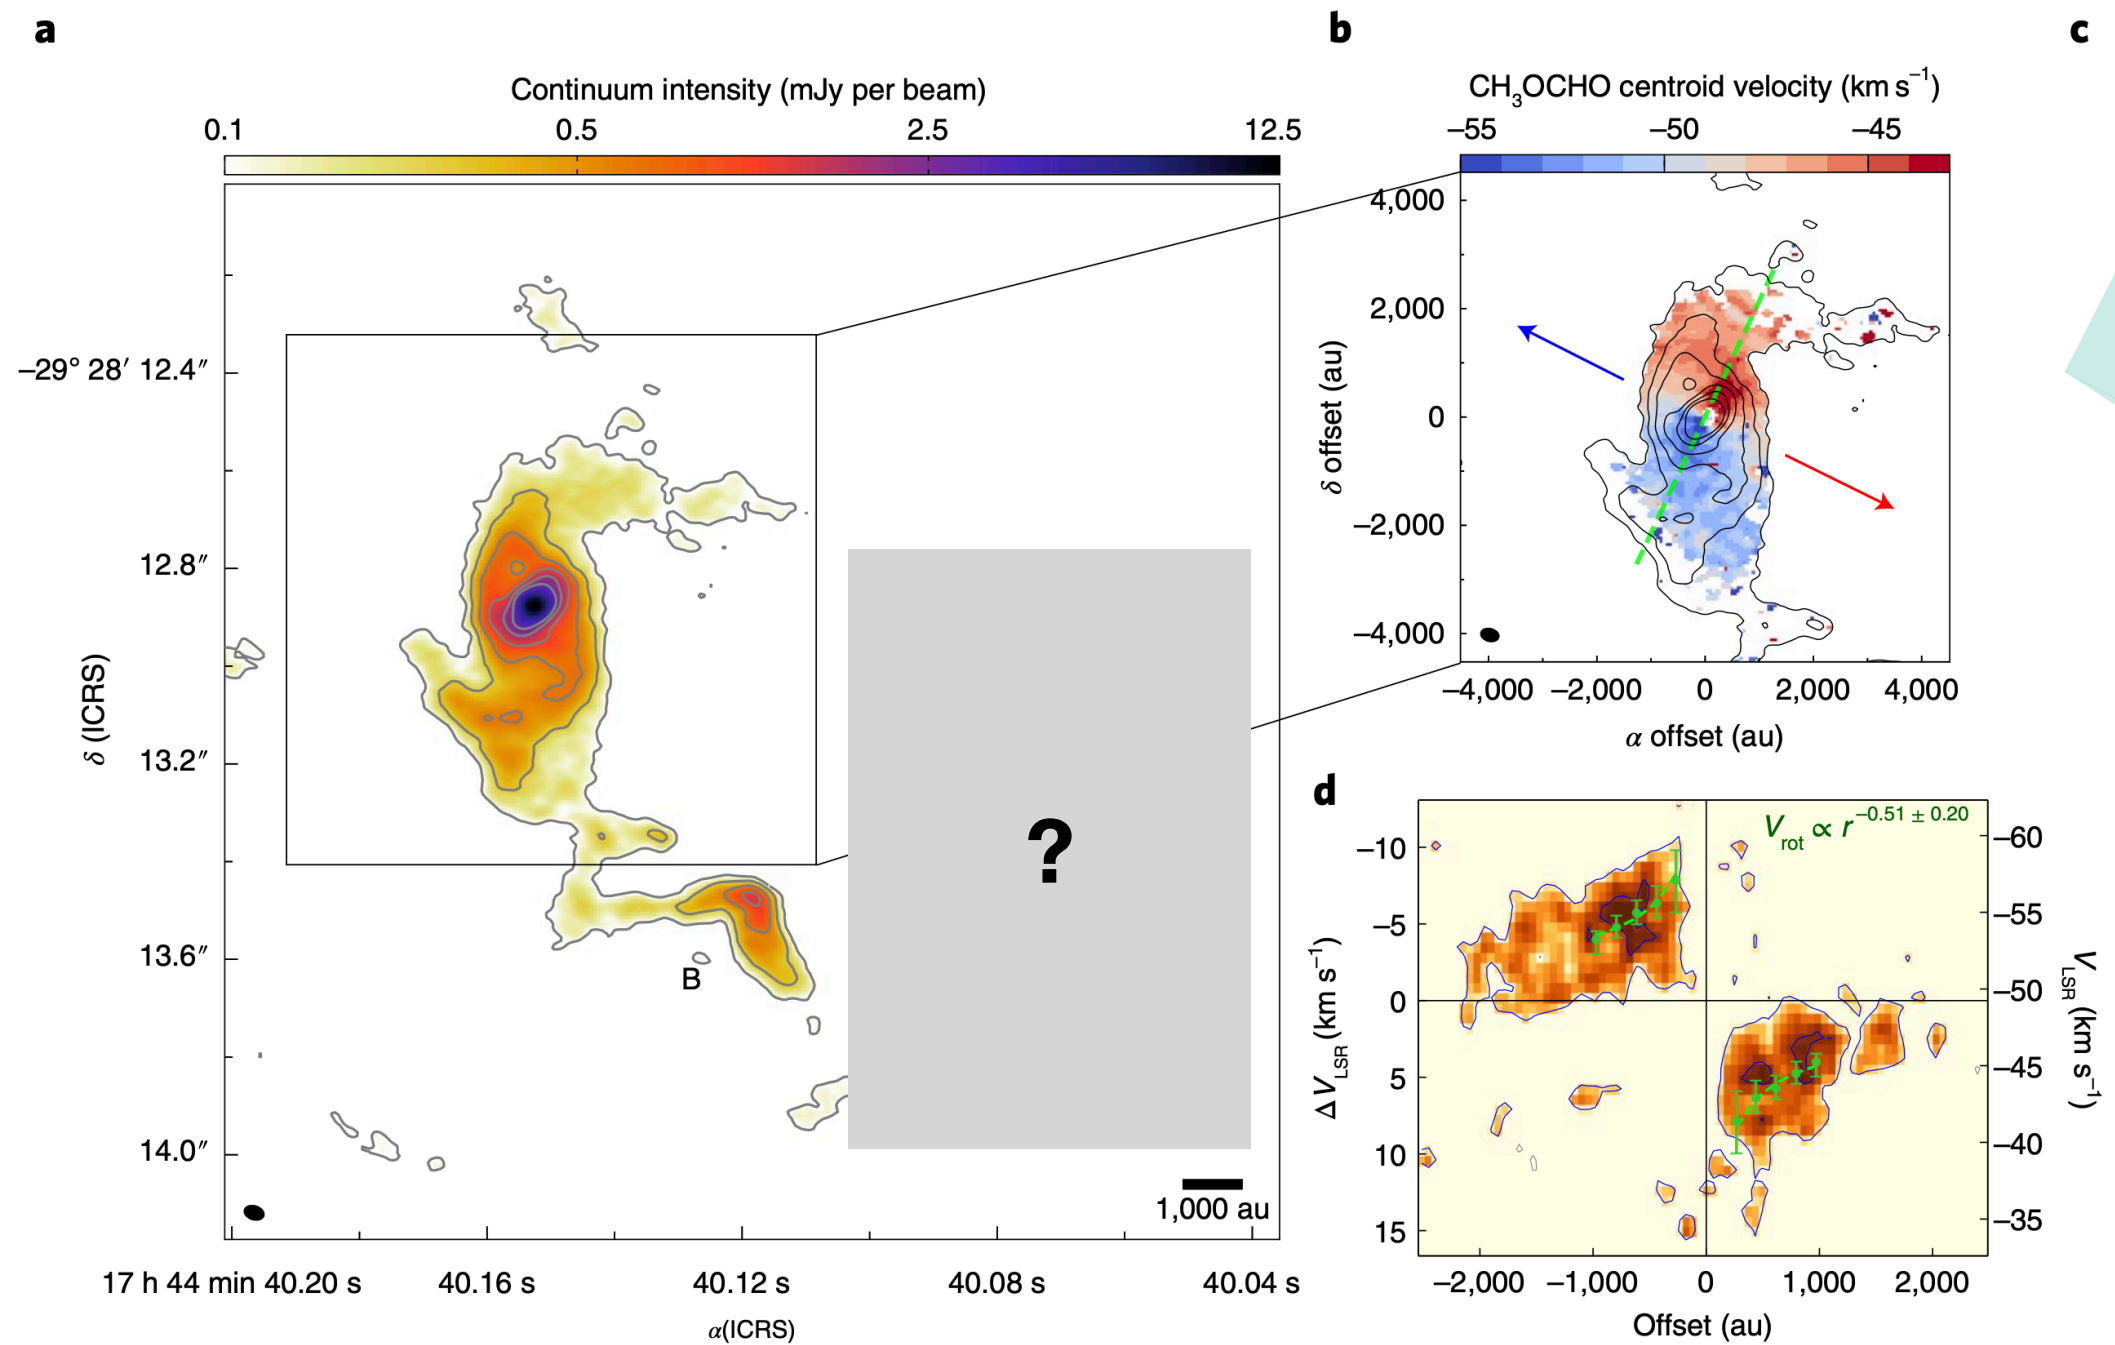 a
Continuum intensity (mJy per beam)
0.1 0.5 2.5 12.5
−29° 28′ 12.4″
12.8″
13.2″
13.6″
14.0″
δ (ICRS)
B
?
1,000 au
17 h 44 min 40.20 s 40.16 s 40.12 s 40.08 s 40.04 s
α(ICRS)
b
CH₃OCHO centroid velocity (km s⁻¹)
−55 −50 −45
4,000
2,000
0
−2,000
−4,000
δ offset (au)
−4,000 −2,000 0 2,000 4,000
α offset (au)
c
d
V_rot ∝ r^−0.51 ± 0.20
−10
−5
0
5
10
15
ΔV_LSR (km s⁻¹)
−60
−55
−50
−45
−40
−35
V_LSR (km s⁻¹)
−2,000 −1,000 0 1,000 2,000
Offset (au)